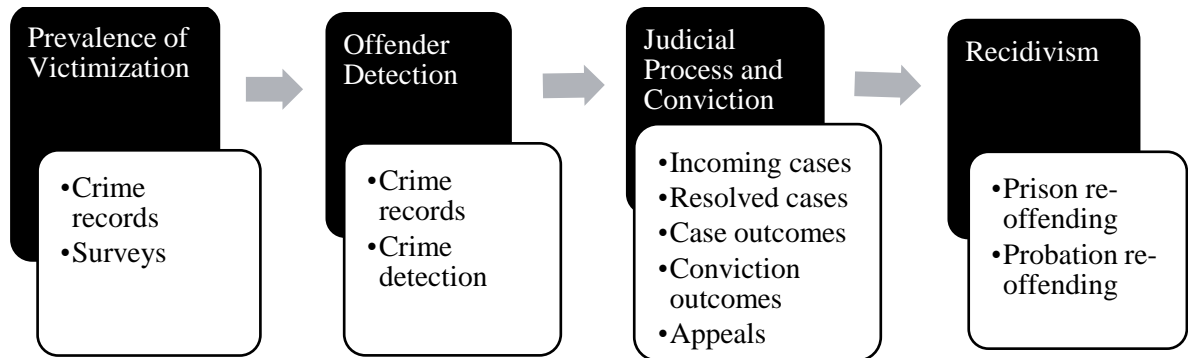 Prevalence of
Victimization
•Crime
records
•Surveys
Offender
Detection
•Crime
records
•Crime
detection
Judicial
Process and
Conviction
•Incoming cases
•Resolved cases
•Case outcomes
•Conviction
outcomes
•Appeals
Recidivism
•Prison re-
offending
•Probation re-
offending